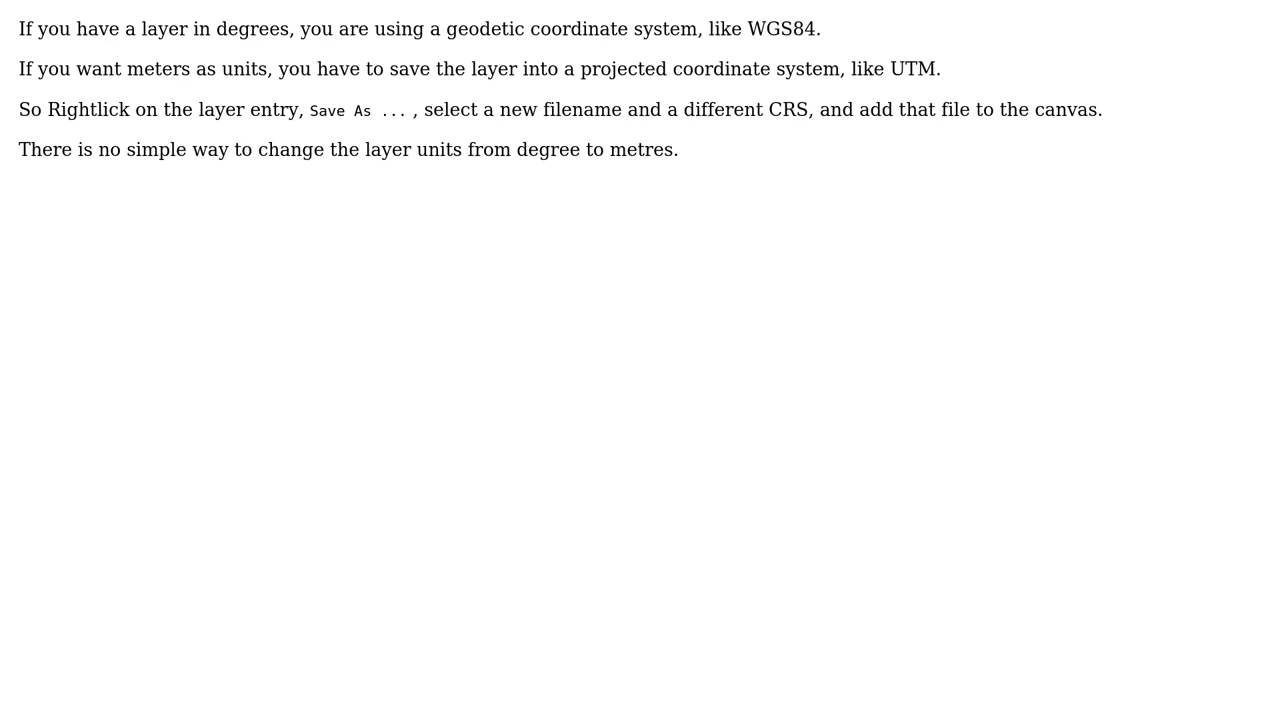 If you have a layer in degrees, you are using a geodetic coordinate system, like WGS84.
If you want meters as units, you have to save the layer into a projected coordinate system, like UTM.
So Rightlick on the layer entry, Save As ... , select a new filename and a different CRS, and add that file to the canvas.
There is no simple way to change the layer units from degree to metres.